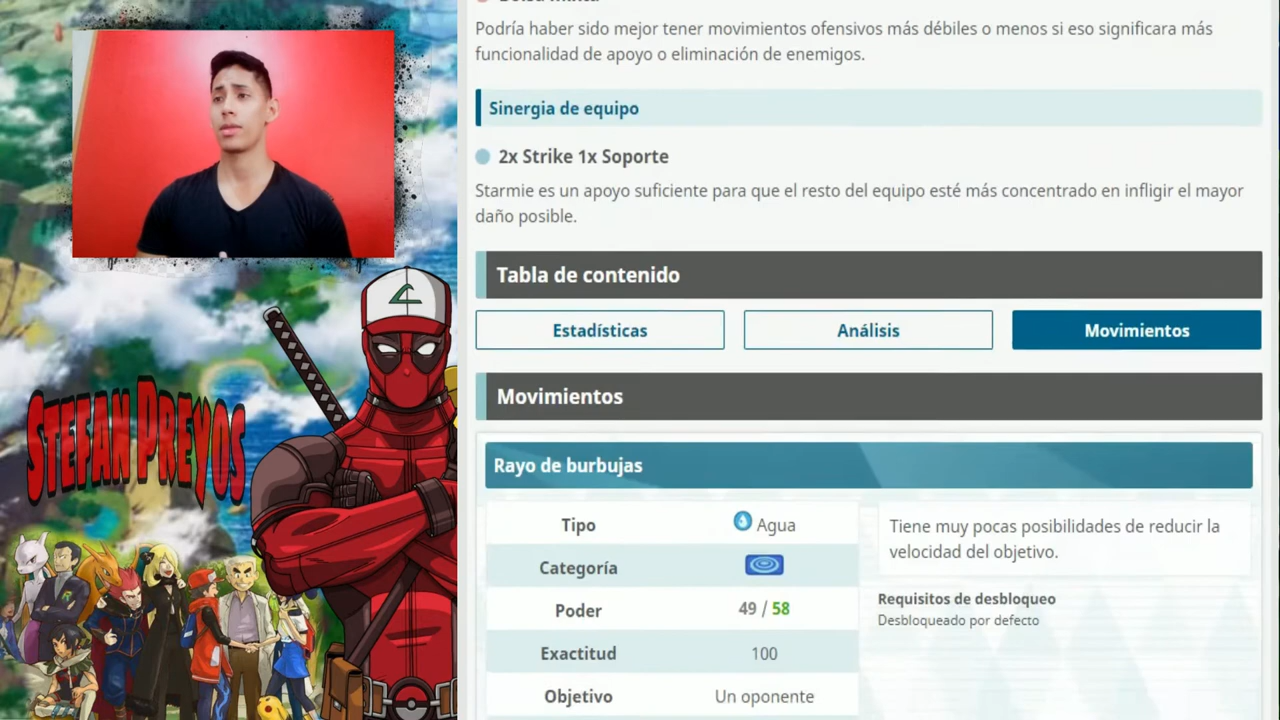 Podría haber sido mejor tener movimientos ofensivos más débiles o menos si eso significara más
funcionalidad de apoyo o eliminación de enemigos.
Sinergia de equipo
2x Strike 1x Soporte
Starmie es un apoyo suficiente para que el resto del equipo esté más concentrado en infligir el mayor
daño posible.
Tabla de contenido
Estadísticas
Análisis
Movimientos
Movimientos
Rayo de burbujas
Tipo
Agua
Categoría
Poder
49 / 58
Exactitud
100
Objetivo
Un oponente
Tiene muy pocas posibilidades de reducir la
velocidad del objetivo.
Requisitos de desbloqueo
Desbloqueado por defecto
STEFAN PREYOS